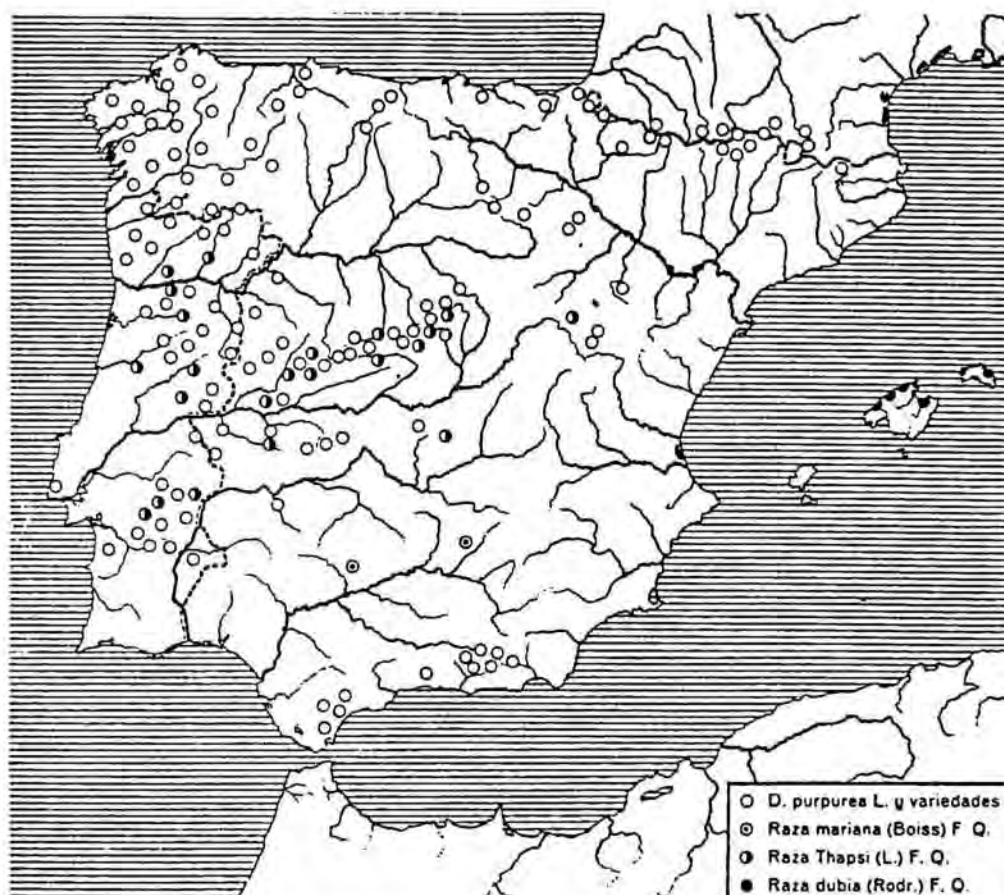 D. purpurea L. y variedades
Raza mariana (Boiss) F Q.
Raza Thapsi (L.) F. Q.
Raza dubia (Rodr.) F. Q.